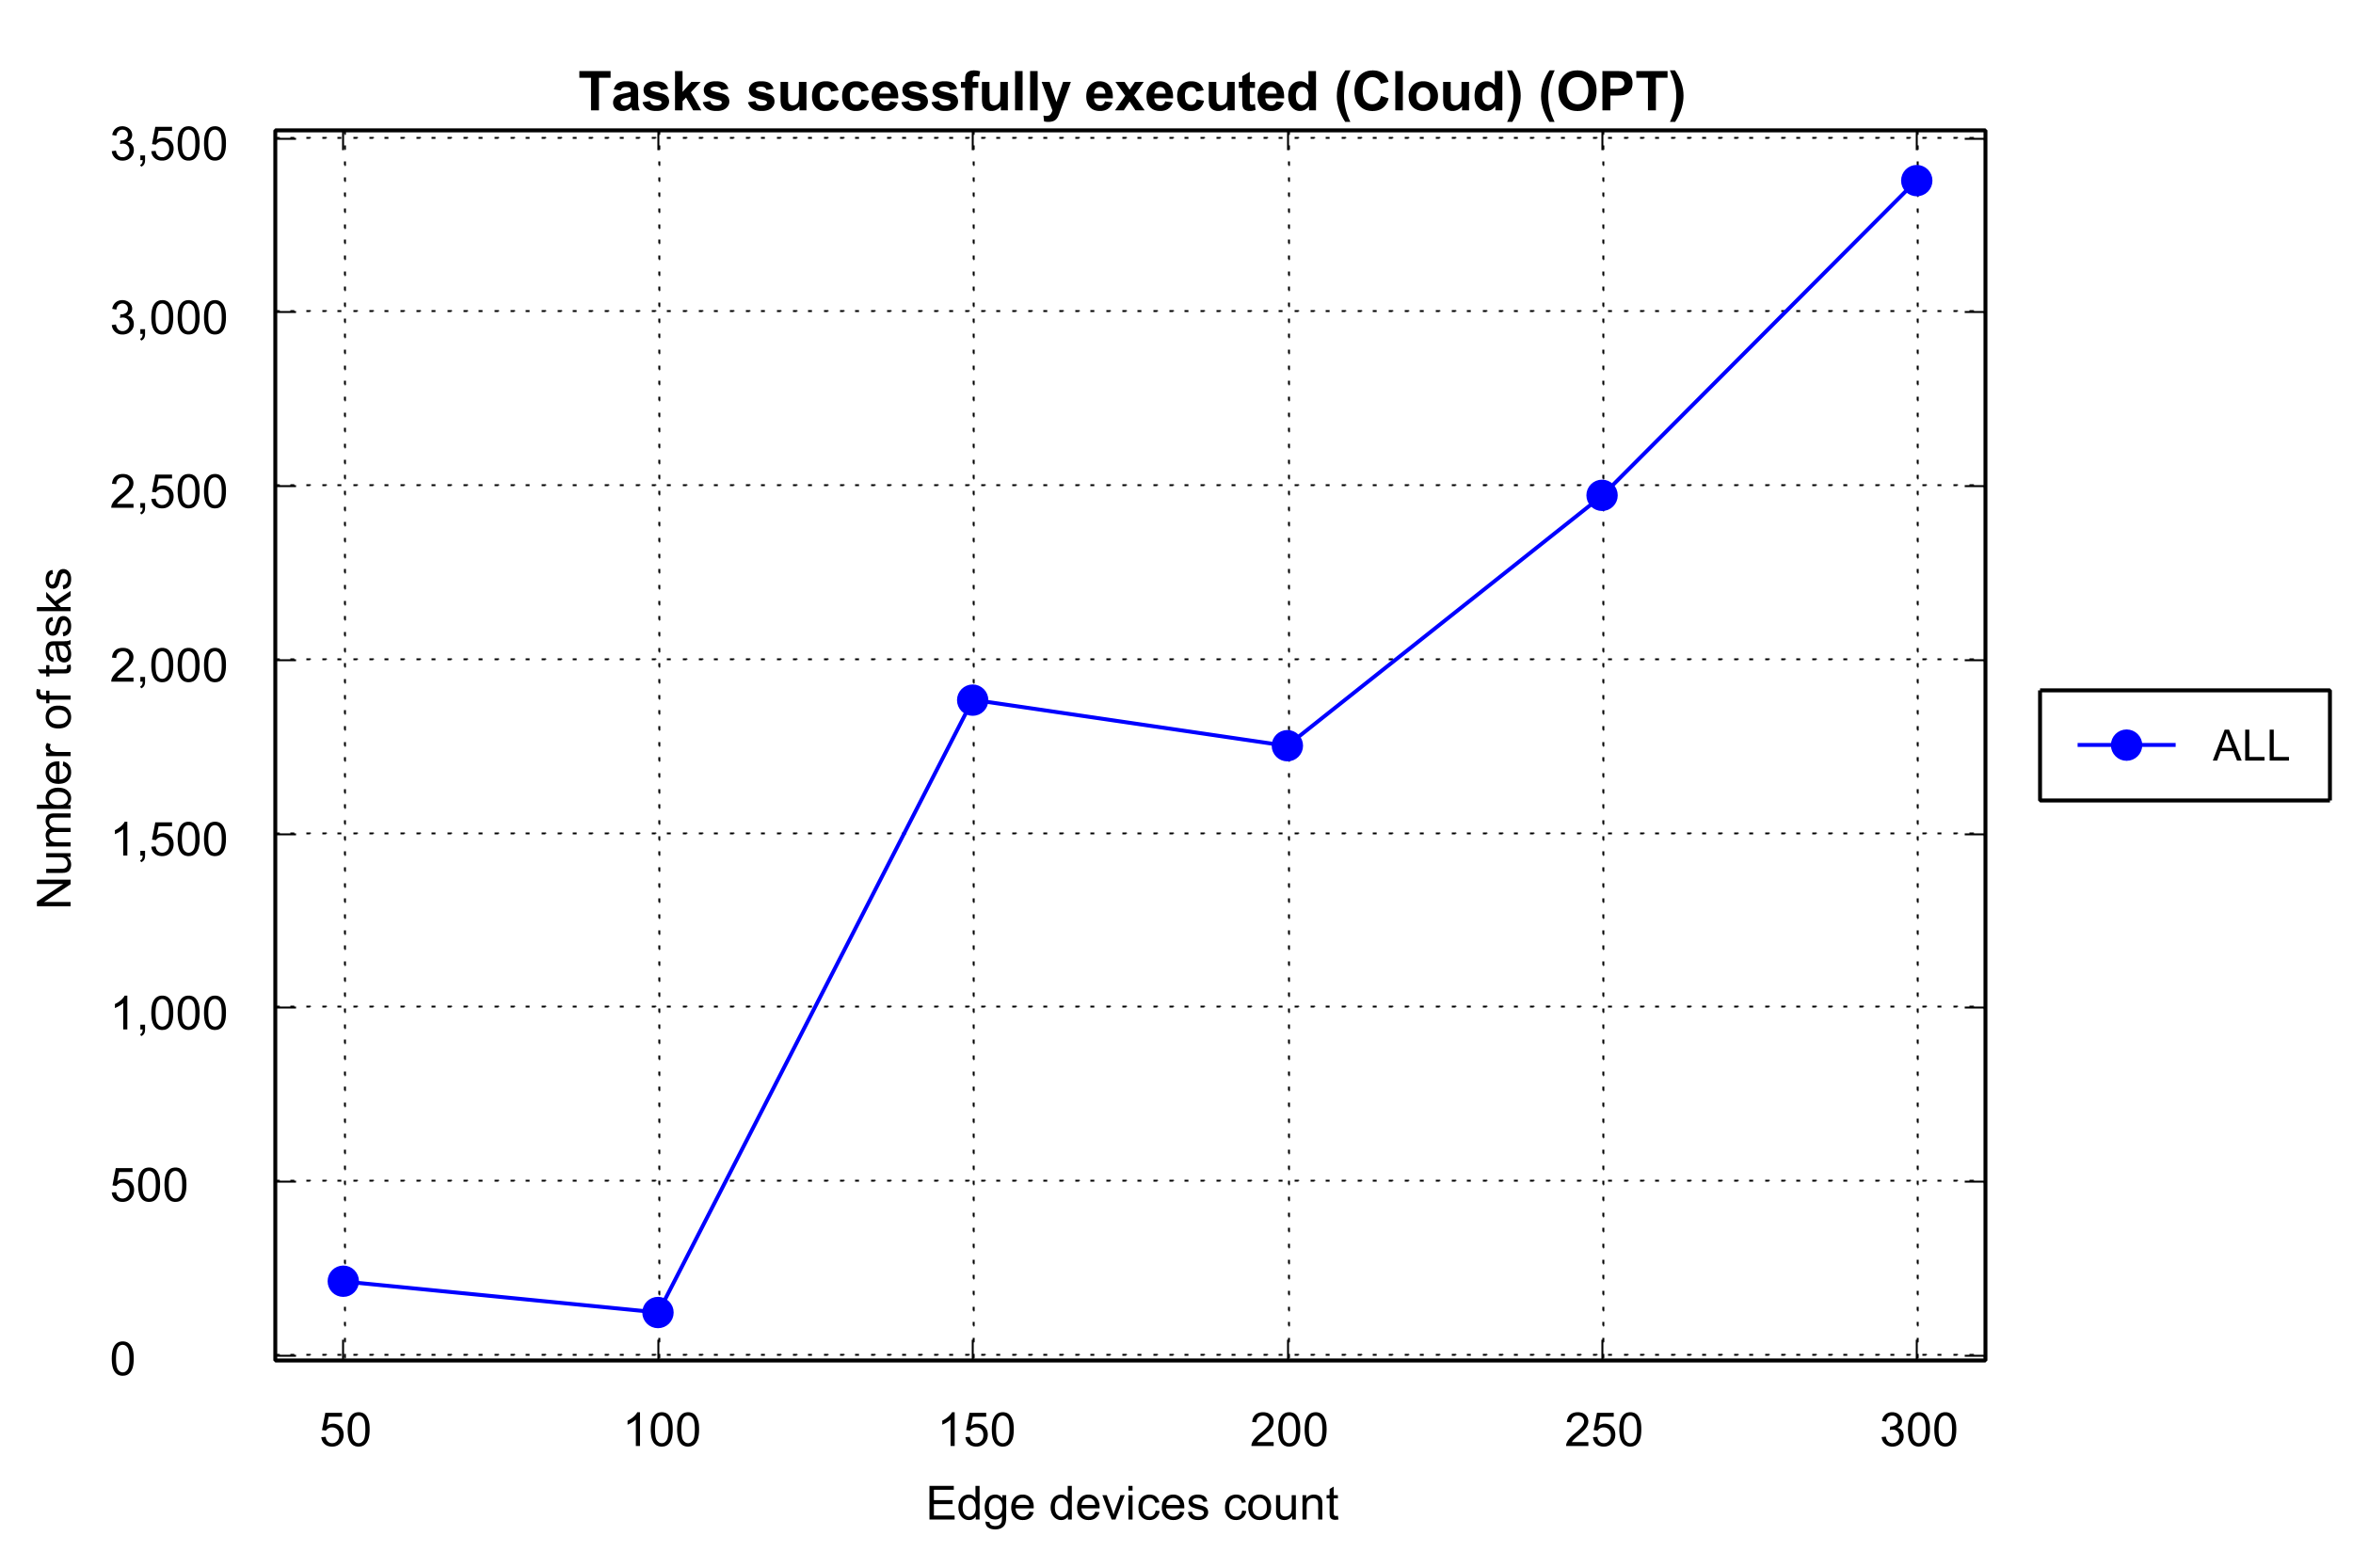 Tasks successfully executed (Cloud) (OPT)
3,500
3,000
2,500
2,000
1,500
1,000
500
0
Number of tasks
50 100 150 200 250 300
Edge devices count
ALL